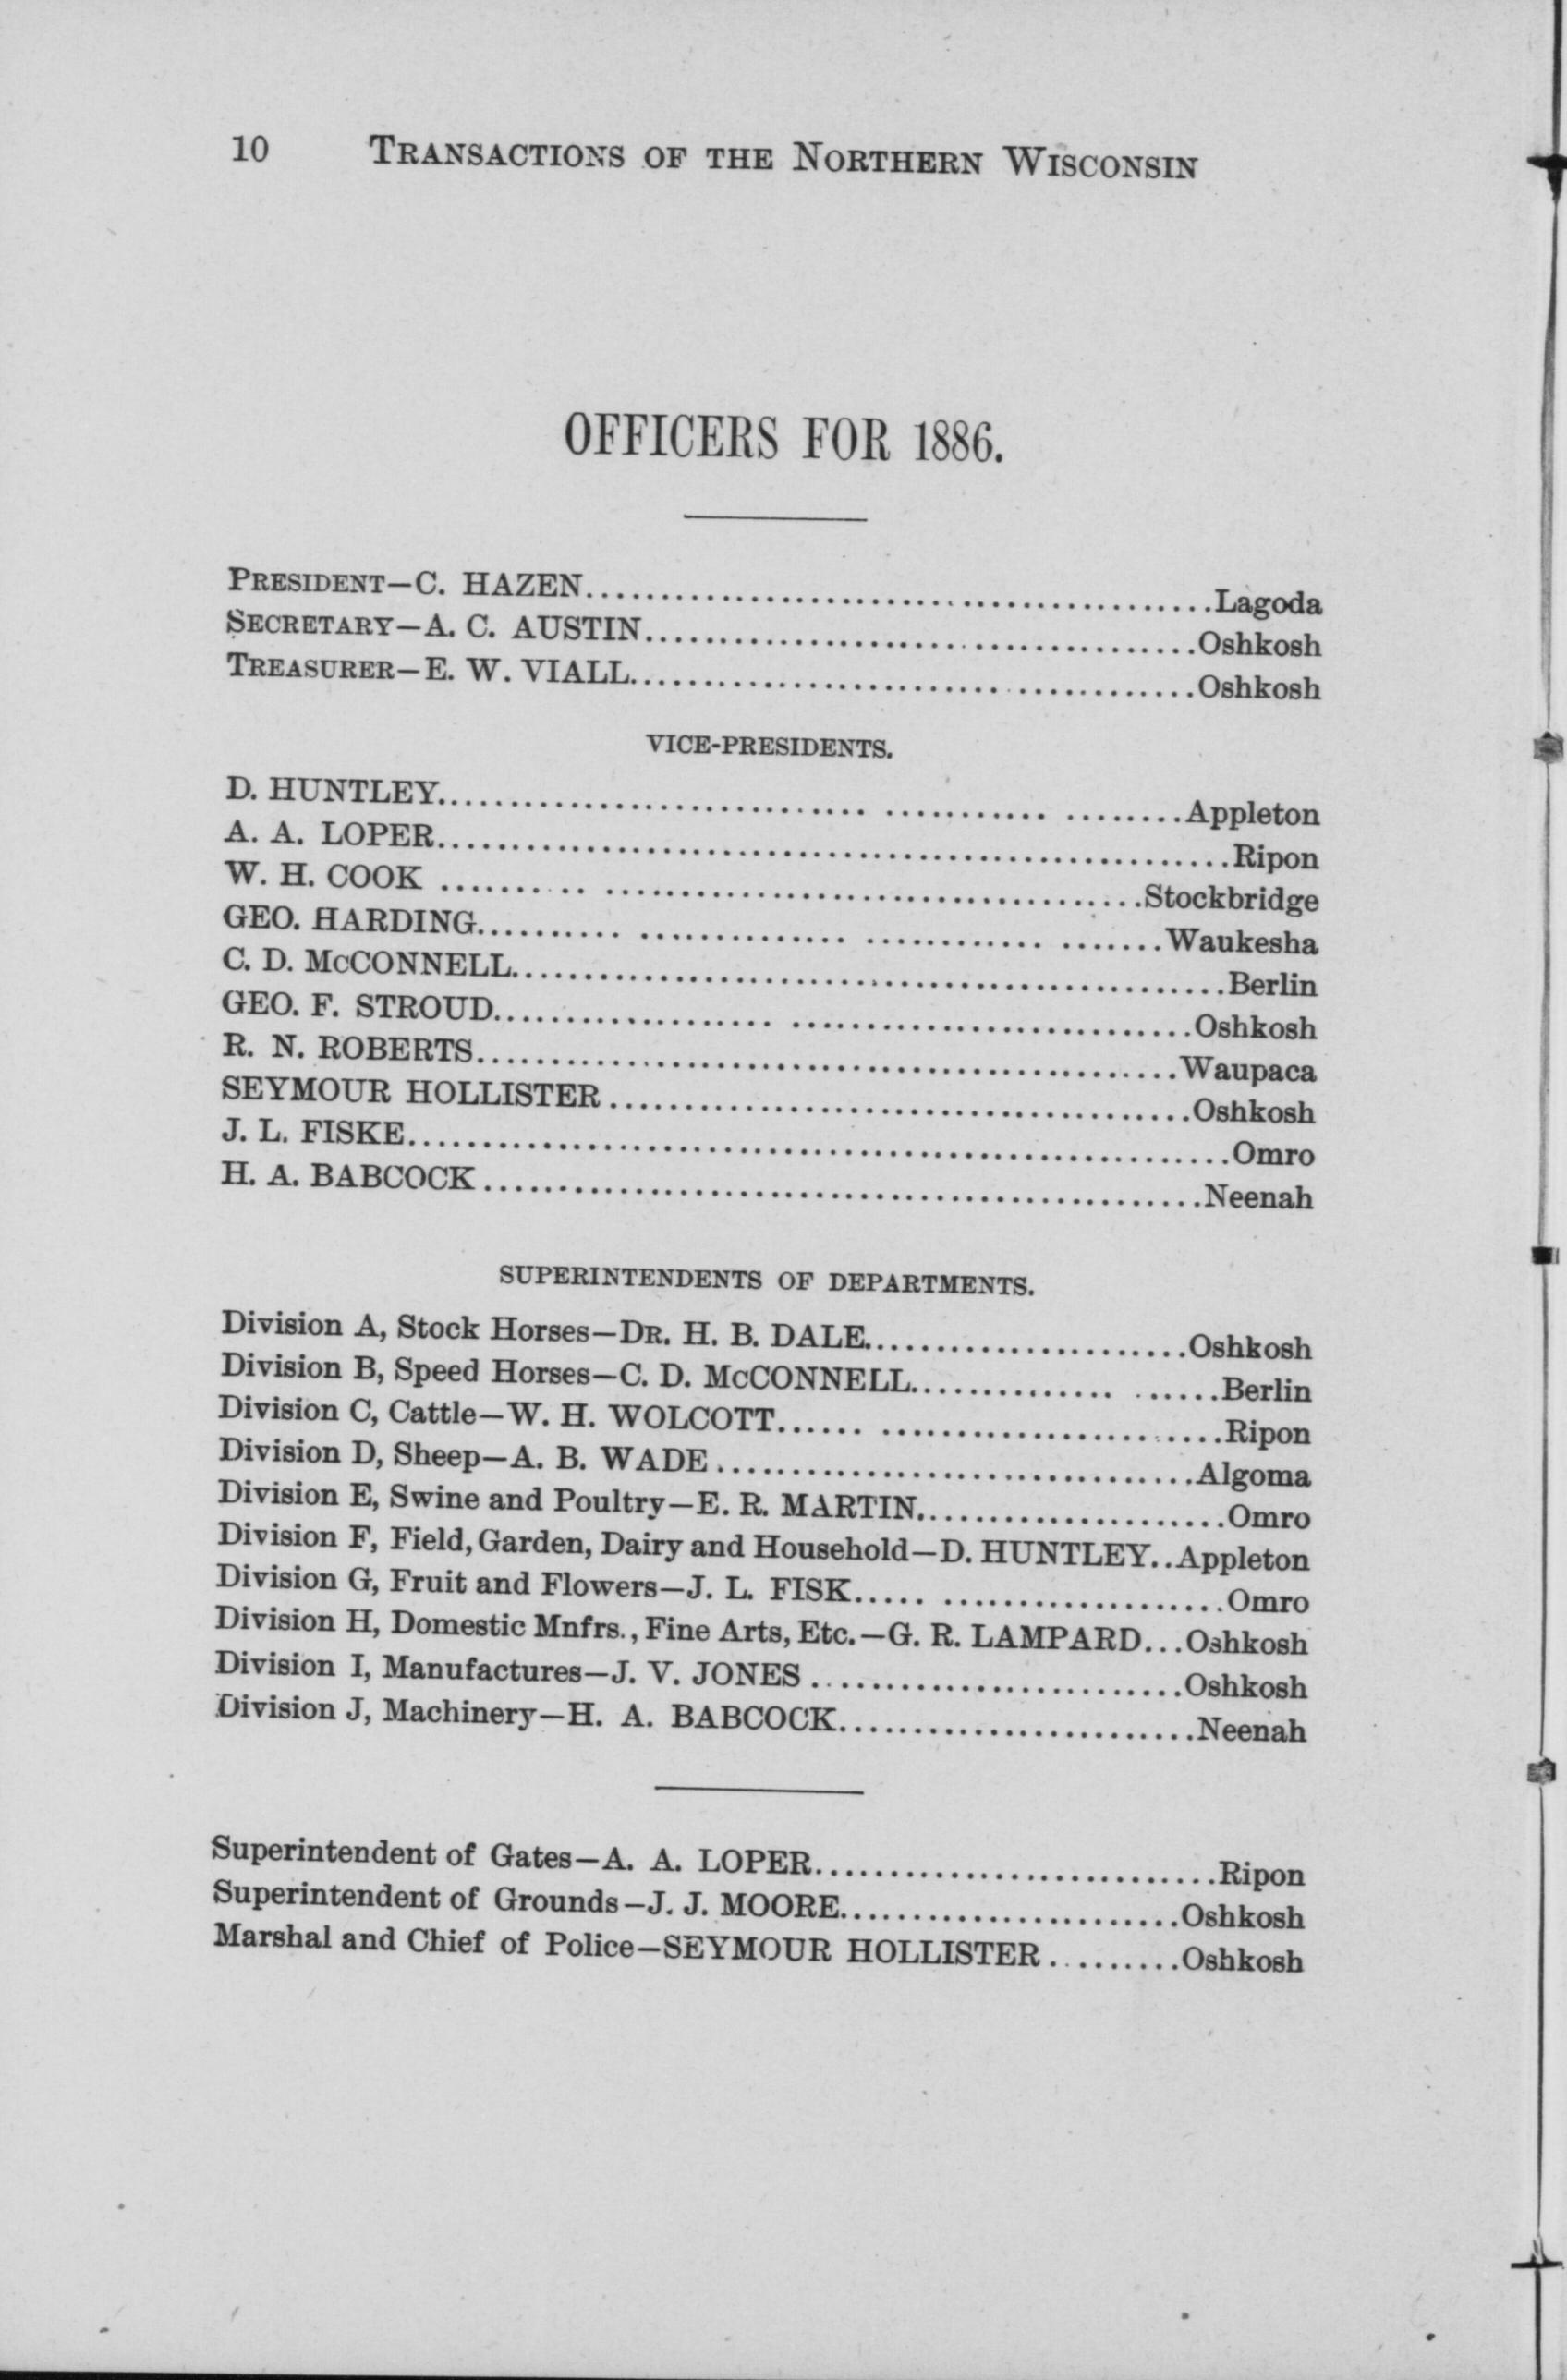 10 TRANSACTIONS OF THE NORTHERN WISCONSIN
OFFICERS FOR 1886.
PRESIDENT—C. HAZEN..........Lagoda
SECRETARY—A. C. AUSTIN..........Oshkosh
TREASURER—E. W. VIALL..........Oshkosh
VICE-PRESIDENTS.
D. HUNTLEY..........Appleton
A. A. LOPER..........Ripon
W. H. COOK..........Stockbridge
GEO. HARDING..........Waukesha
C. D. McCONNELL..........Berlin
GEO. F. STROUD..........Oshkosh
R. N. ROBERTS..........Waupaca
SEYMOUR HOLLISTER..........Oshkosh
J. L. FISKE..........Omro
H. A. BABCOCK..........Neenah
SUPERINTENDENTS OF DEPARTMENTS.
Division A, Stock Horses—DR. H. B. DALE..........Oshkosh
Division B, Speed Horses—C. D. McCONNELL..........Berlin
Division C, Cattle—W. H. WOLCOTT..........Ripon
Division D, Sheep—A. B. WADE..........Algoma
Division E, Swine and Poultry—E. R. MARTIN..........Omro
Division F, Field, Garden, Dairy and Household—D. HUNTLEY..Appleton
Division G, Fruit and Flowers—J. L. FISK..........Omro
Division H, Domestic Mnfrs., Fine Arts, Etc.—G. R. LAMPARD...Oshkosh
Division I, Manufactures—J. V. JONES..........Oshkosh
Division J, Machinery—H. A. BABCOCK..........Neenah
Superintendent of Gates—A. A. LOPER..........Ripon
Superintendent of Grounds—J. J. MOORE..........Oshkosh
Marshal and Chief of Police—SEYMOUR HOLLISTER..........Oshkosh